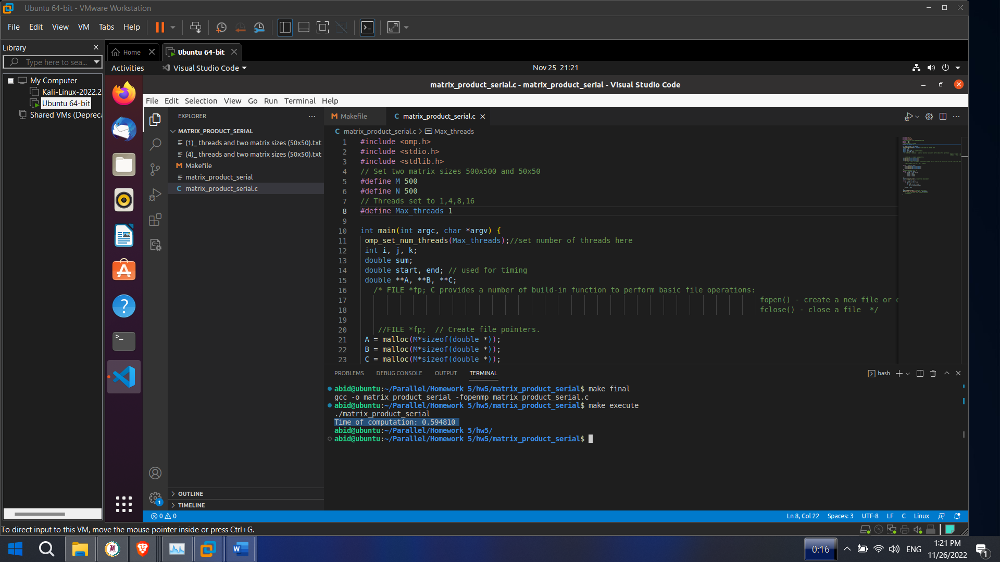 Ubuntu 64-bit - VMware Workstation
File Edit View VM Tabs Help
Library
Type here to sea...
My Computer
Kali-Linux-2022.2
Ubuntu 64-bit
Shared VMs (Depreca
Home
Ubuntu 64-bit
Activities
Visual Studio Code
Nov 25 21:21
matrix_product_serial.c - matrix_product_serial - Visual Studio Code
File Edit Selection View Go Run Terminal Help
EXPLORER
MATRIX_PRODUCT_SERIAL
(1)_ threads and two matrix sizes (50x50).txt
(4)_ threads and two matrix sizes (50x50).txt
M Makefile
matrix_product_serial
C matrix_product_serial.c
OUTLINE
TIMELINE
M Makefile
C matrix_product_serial.c
C matrix_product_serial.c > Max_threads
1 #include <omp.h>
2 #include <stdio.h>
3 #include <stdlib.h>
4 // Set two matrix sizes 500x500 and 50x50
5 #define M 500
6 #define N 500
7 // Threads set to 1,4,8,16
8 #define Max_threads 1
9
10 int main(int argc, char *argv) {
11 omp_set_num_threads(Max_threads);//set number of threads here
12 int i, j, k;
13 double sum;
14 double start, end; // used for timing
15 double **A, **B, **C;
16 /* FILE *fp; C provides a number of build-in function to perform basic file operations:
17 fopen() - create a new file or
18 fclose() - close a file */
19
20 //FILE *fp; // Create file pointers.
21 A = malloc(M*sizeof(double *));
22 B = malloc(M*sizeof(double *));
23 C = malloc(M*sizeof(double *));
PROBLEMS DEBUG CONSOLE OUTPUT TERMINAL
bash
abid@ubuntu:~/Parallel/Homework 5/hw5/matrix_product_serial$ make final
gcc -o matrix_product_serial -fopenmp matrix_product_serial.c
abid@ubuntu:~/Parallel/Homework 5/hw5/matrix_product_serial$ make execute
./matrix_product_serial
Time of computation: 0.594810
abid@ubuntu:~/Parallel/Homework 5/hw5/
abid@ubuntu:~/Parallel/Homework 5/hw5/matrix_product_serial$
1
0 0
Ln 8, Col 22 Spaces: 3 UTF-8 LF C Linux
To direct input to this VM, move the mouse pointer inside or press Ctrl+G.
0:16
ENG
1:21 PM
11/26/2022
1